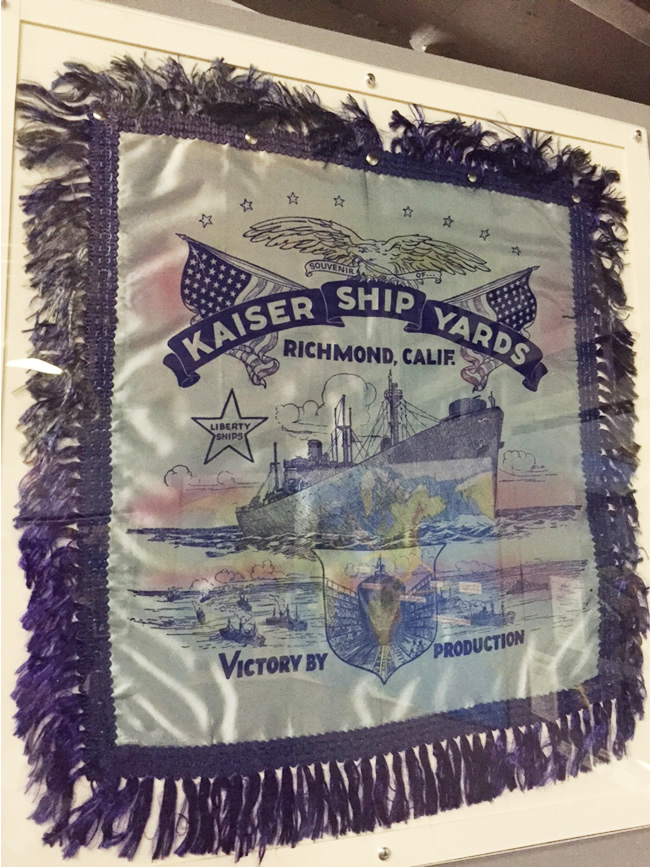 SOUVENIR OF...
KAISER SHIP YARDS
RICHMOND, CALIF.
LIBERTY
SHIPS
VICTORY BY PRODUCTION